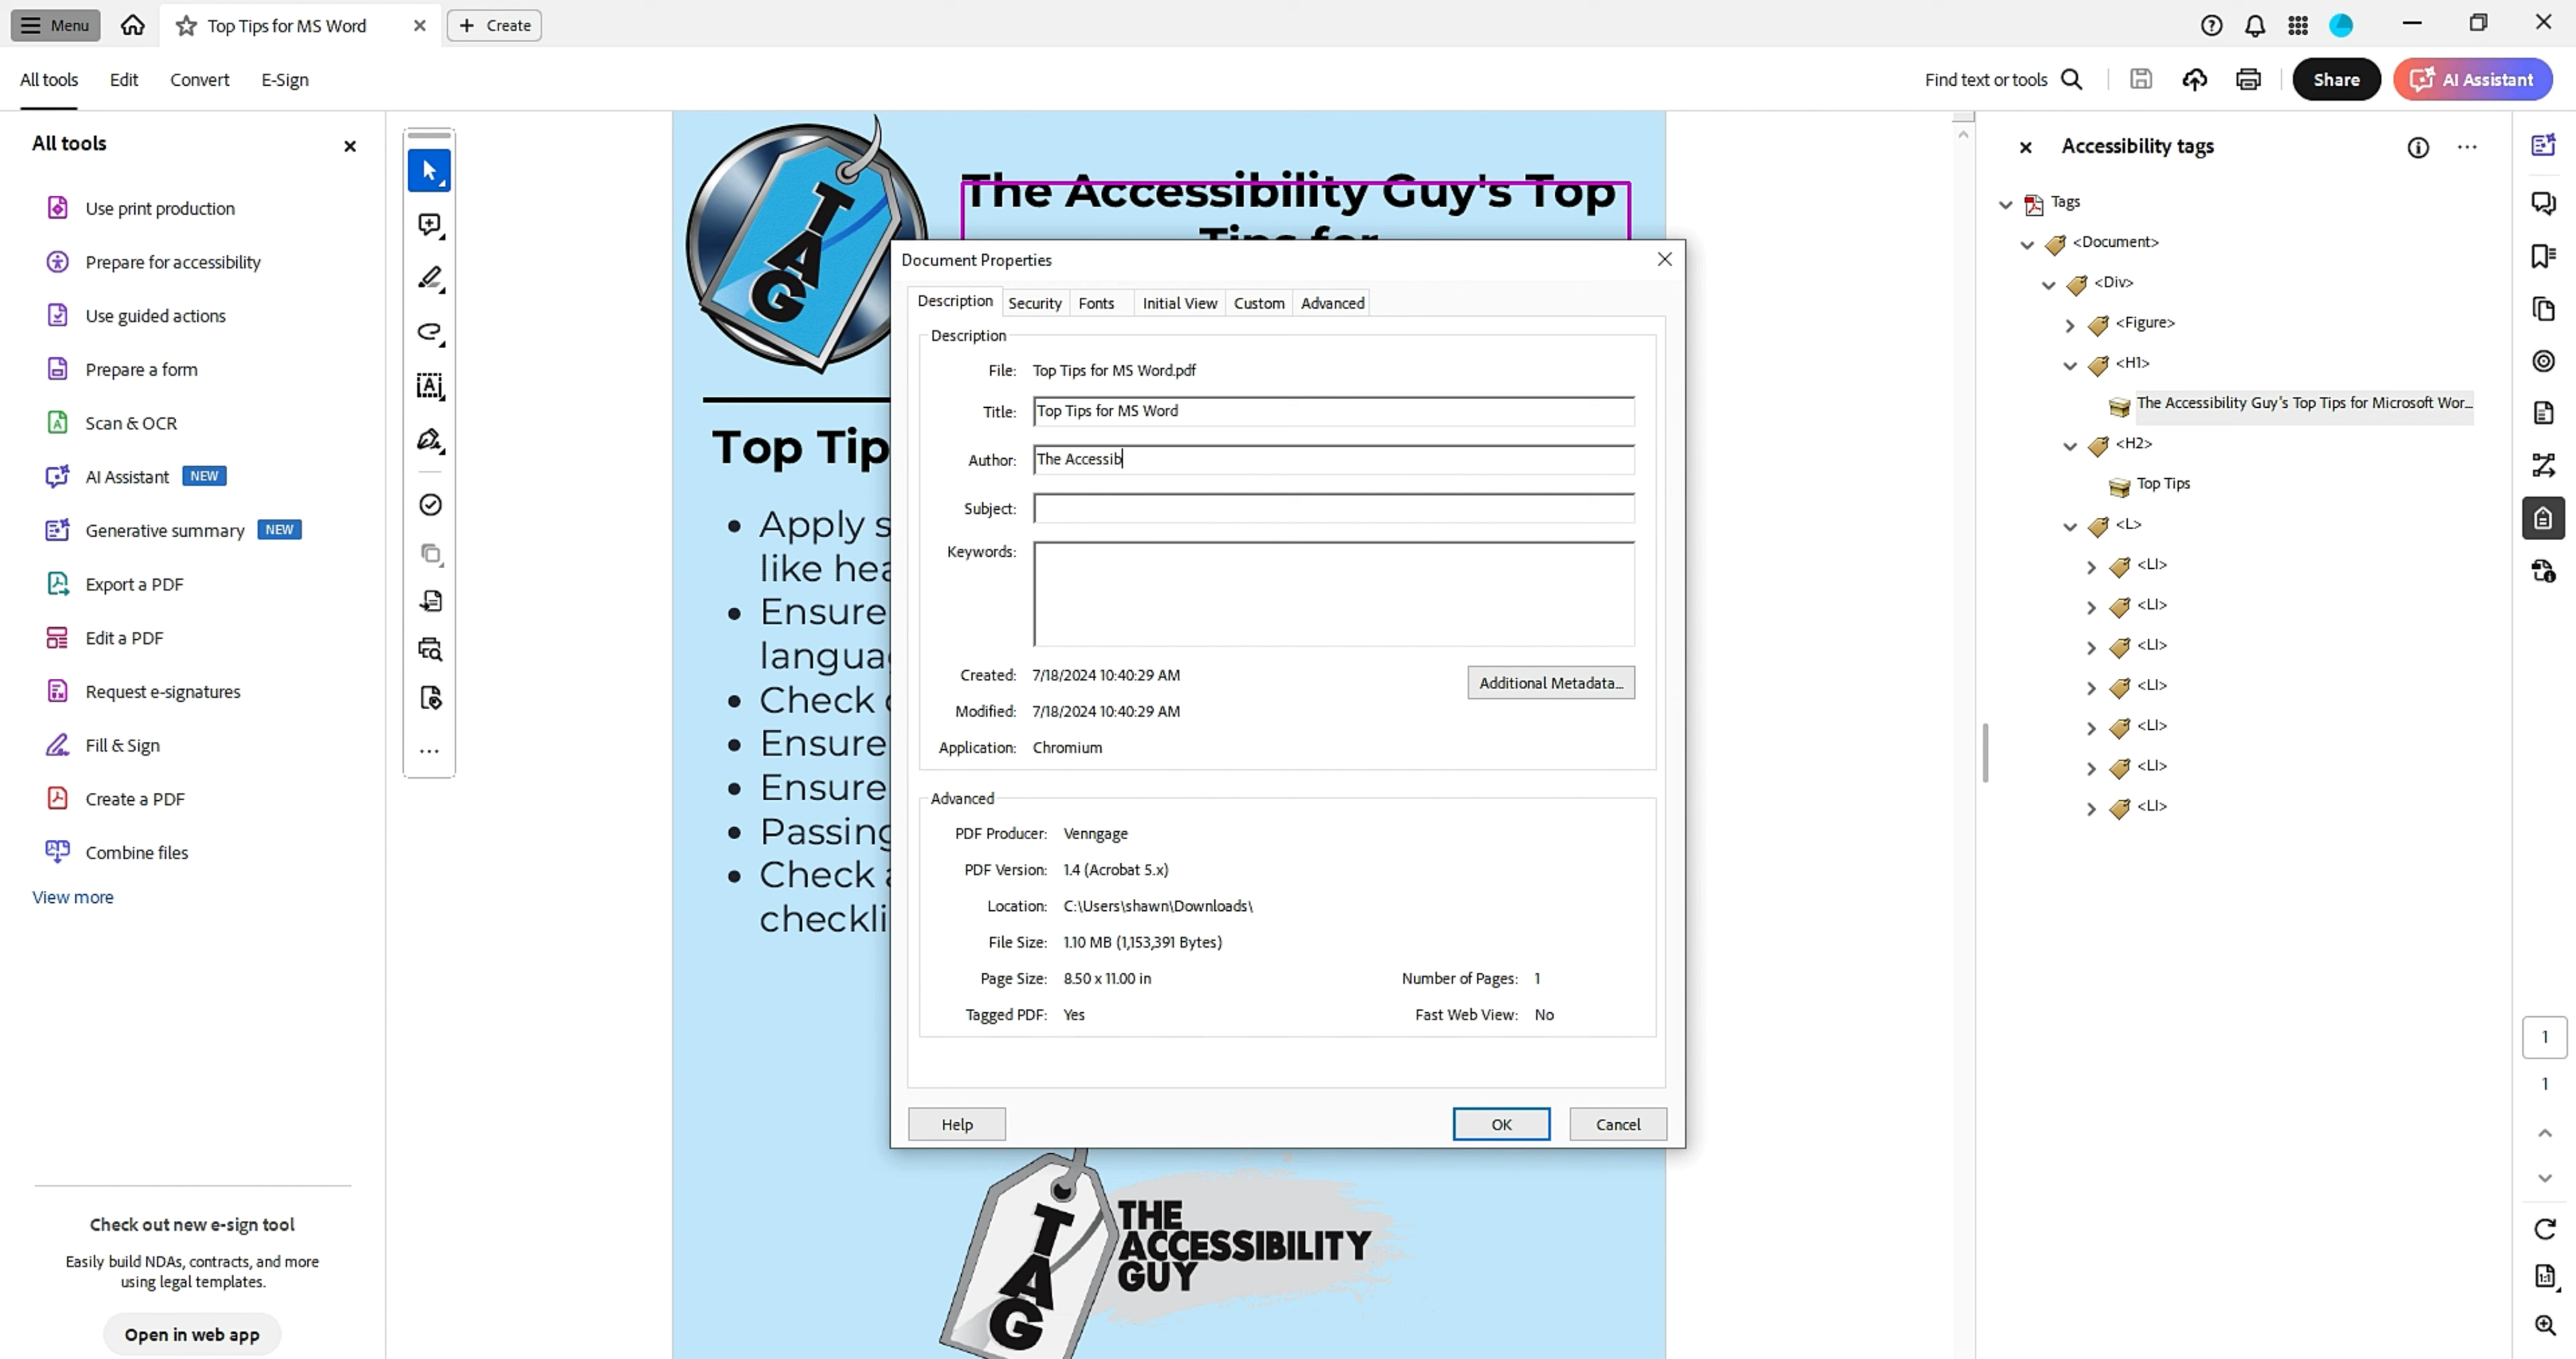 Menu
Top Tips for MS Word
Create
All tools
Edit
Convert
E-Sign
Find text or tools
Share
AI Assistant
All tools
Use print production
Prepare for accessibility
Use guided actions
Prepare a form
Scan & OCR
AI Assistant NEW
Generative summary NEW
Export a PDF
Edit a PDF
Request e-signatures
Fill & Sign
Create a PDF
Combine files
View more
Check out new e-sign tool
Easily build NDAs, contracts, and more
using legal templates.
Open in web app
TAG
The Accessibility Guy's Top
Tips for
Top Tip
Apply s
like hea
Ensure
langua
Check
Ensure
Ensure
Passing
Check a
checkli
Document Properties
Description
Security
Fonts
Initial View
Custom
Advanced
Description
File: Top Tips for MS Word.pdf
Title: Top Tips for MS Word
Author: The Accessib
Subject:
Keywords:
Created: 7/18/2024 10:40:29 AM
Additional Metadata...
Modified: 7/18/2024 10:40:29 AM
Application: Chromium
Advanced
PDF Producer: Venngage
PDF Version: 1.4 (Acrobat 5.x)
Location: C:\Users\shawn\Downloads\
File Size: 1.10 MB (1,153,391 Bytes)
Page Size: 8.50 x 11.00 in
Number of Pages: 1
Tagged PDF: Yes
Fast Web View: No
Help
OK
Cancel
TAG
THE
ACCESSIBILITY
GUY
Accessibility tags
Tags
<Document>
<Div>
<Figure>
<H1>
The Accessibility Guy's Top Tips for Microsoft Wor...
<H2>
Top Tips
<L>
<LI>
<LI>
<LI>
<LI>
<LI>
<LI>
<LI>
1
1